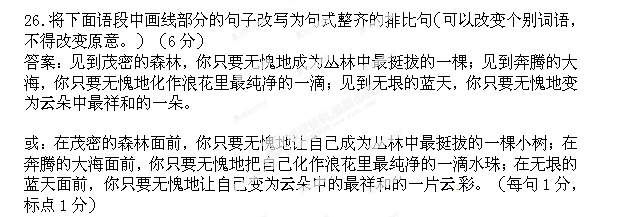 26.将下面语段中画线部分的句子改写为句式整齐的排比句(可以改变个别词语，
不得改变原意。）（6分）
答案：见到茂密的森林，你只要无愧地成为丛林中最挺拔的一棵；见到奔腾的大
海，你只要无愧地化作浪花里最纯净的一滴；见到无垠的蓝天，你只要无愧地变
为云朵中最祥和的一朵。
或：在茂密的森林面前，你只要无愧地让自己成为丛林中最挺拔的一棵小树；在
奔腾的大海面前，你只要无愧地把自己化作浪花里最纯净的一滴水珠；在无垠的
蓝天面前，你只要无愧地让自己变为云朵中的最祥和的一片云彩。（每句1分，
标点1分）